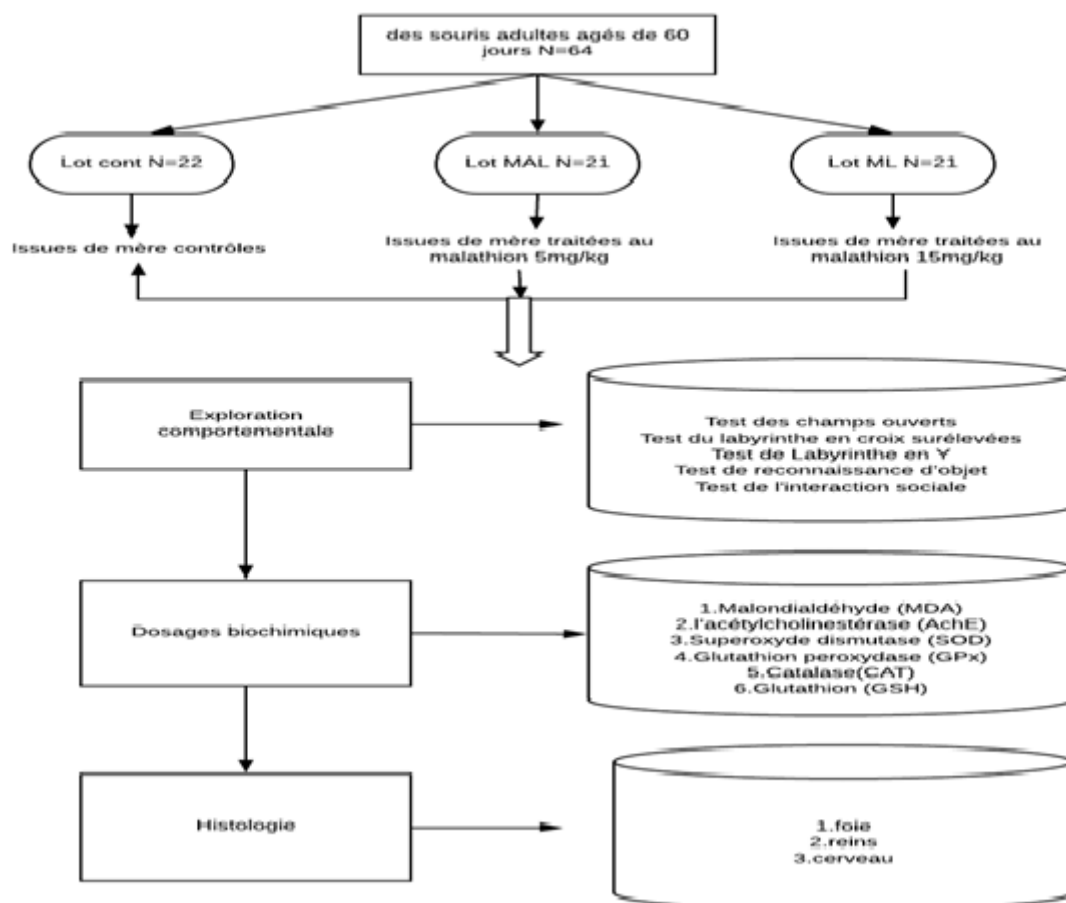 des souris adultes agés de 60
jours N=64
Lot cont N=22
Lot MAL N=21
Lot ML N=21
Issues de mère contrôles
Issues de mère traitées au
malathion 5mg/kg
Issues de mère traitées au
malathion 15mg/kg
Exploration
comportementale
Test des champs ouverts
Test du labyrinthe en croix surélevées
Test de Labyrinthe en Y
Test de reconnaissance d'objet
Test de l'interaction sociale
Dosages biochimiques
1.Malondialdéhyde (MDA)
2.l'acétylcholinestérase (AchE)
3.Superoxyde dismutase (SOD)
4.Glutathion peroxydase (GPx)
5.Catalase(CAT)
6.Glutathion (GSH)
Histologie
1.foie
2.reins
3.cerveau